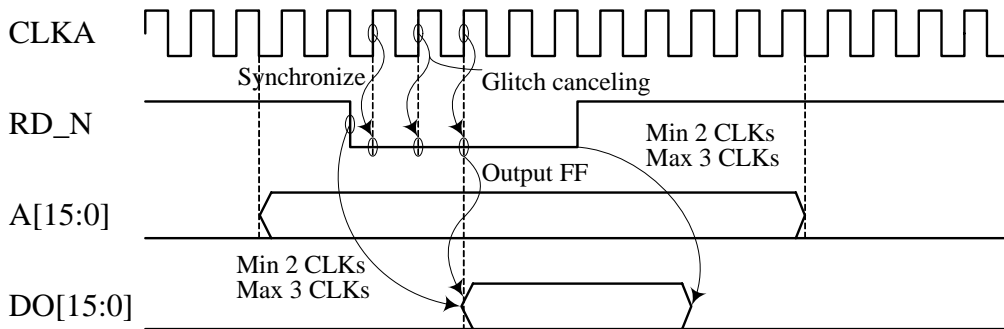 CLKA
Synchronize
Glitch canceling
RD_N
Min 2 CLKs
Max 3 CLKs
Output FF
A[15:0]
Min 2 CLKs
Max 3 CLKs
DO[15:0]